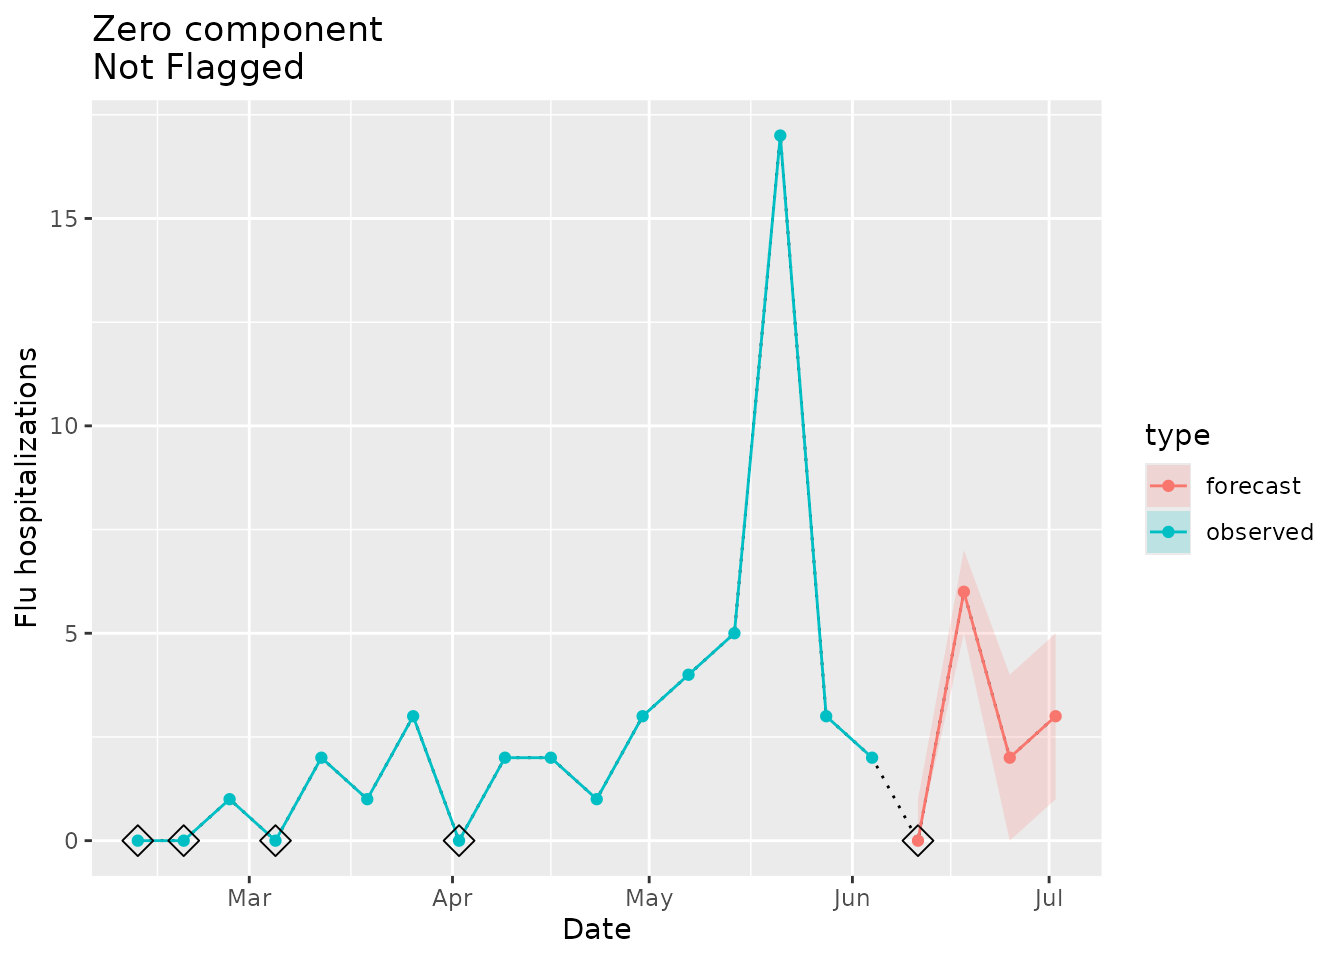 Zero component
Not Flagged
Flu hospitalizations
15
10
5
0
Mar
Apr
May
Jun
Jul
Date
type
forecast
observed